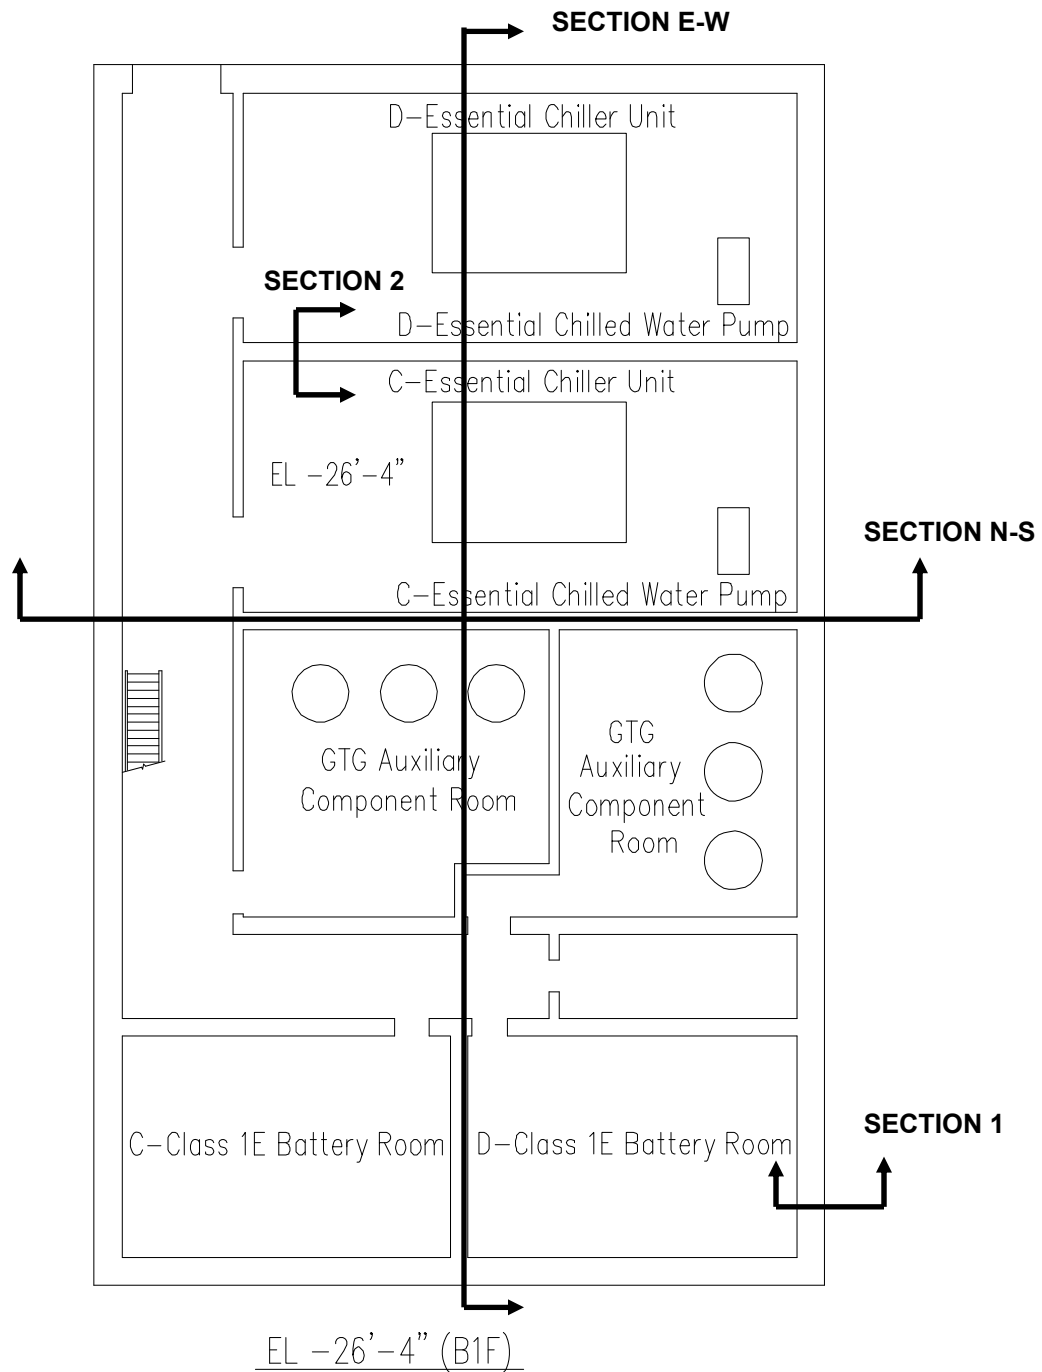 SECTION E-W
D-Essential Chiller Unit
SECTION 2
D-Essential Chilled Water Pump
C-Essential Chiller Unit
EL -26'-4"
SECTION N-S
C-Essential Chilled Water Pump
GTG Auxiliary
Component Room
GTG
Auxiliary
Component
Room
SECTION 1
C-Class 1E Battery Room
D-Class 1E Battery Room
EL -26'-4" (B1F)